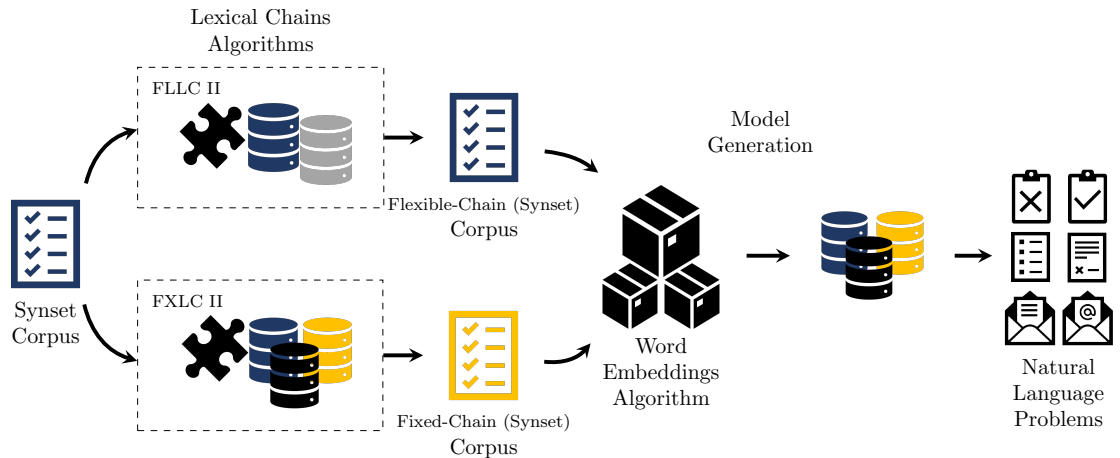 Lexical Chains
Algorithms
FLLC II
Flexible-Chain (Synset)
Corpus
Model
Generation
Synset
Corpus
FXLC II
Fixed-Chain (Synset)
Corpus
Word
Embeddings
Algorithm
@
Natural
Language
Problems